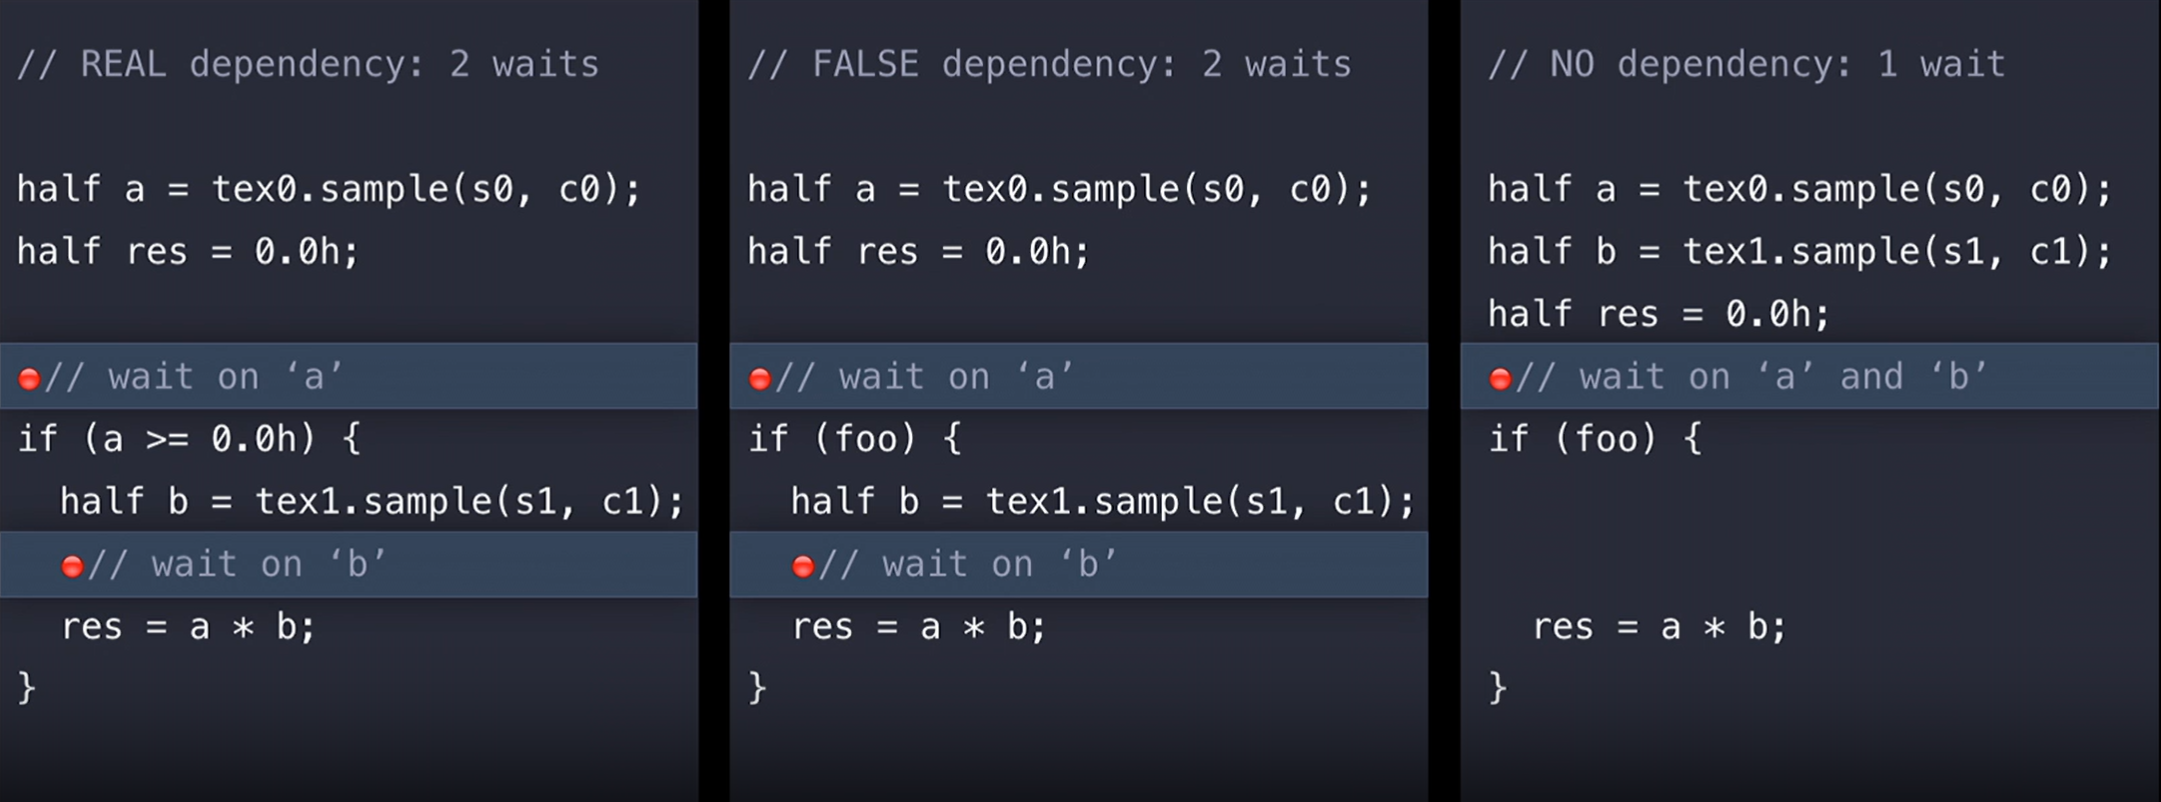 // REAL dependency: 2 waits
half a = tex0.sample(s0, c0);
half res = 0.0h;
// wait on ‘a’
if (a >= 0.0h) {
half b = tex1.sample(s1, c1);
// wait on ‘b’
res = a * b;
}
// FALSE dependency: 2 waits
half a = tex0.sample(s0, c0);
half res = 0.0h;
// wait on ‘a’
if (foo) {
half b = tex1.sample(s1, c1);
// wait on ‘b’
res = a * b;
}
// NO dependency: 1 wait
half a = tex0.sample(s0, c0);
half b = tex1.sample(s1, c1);
half res = 0.0h;
// wait on ‘a’ and ‘b’
if (foo) {
res = a * b;
}